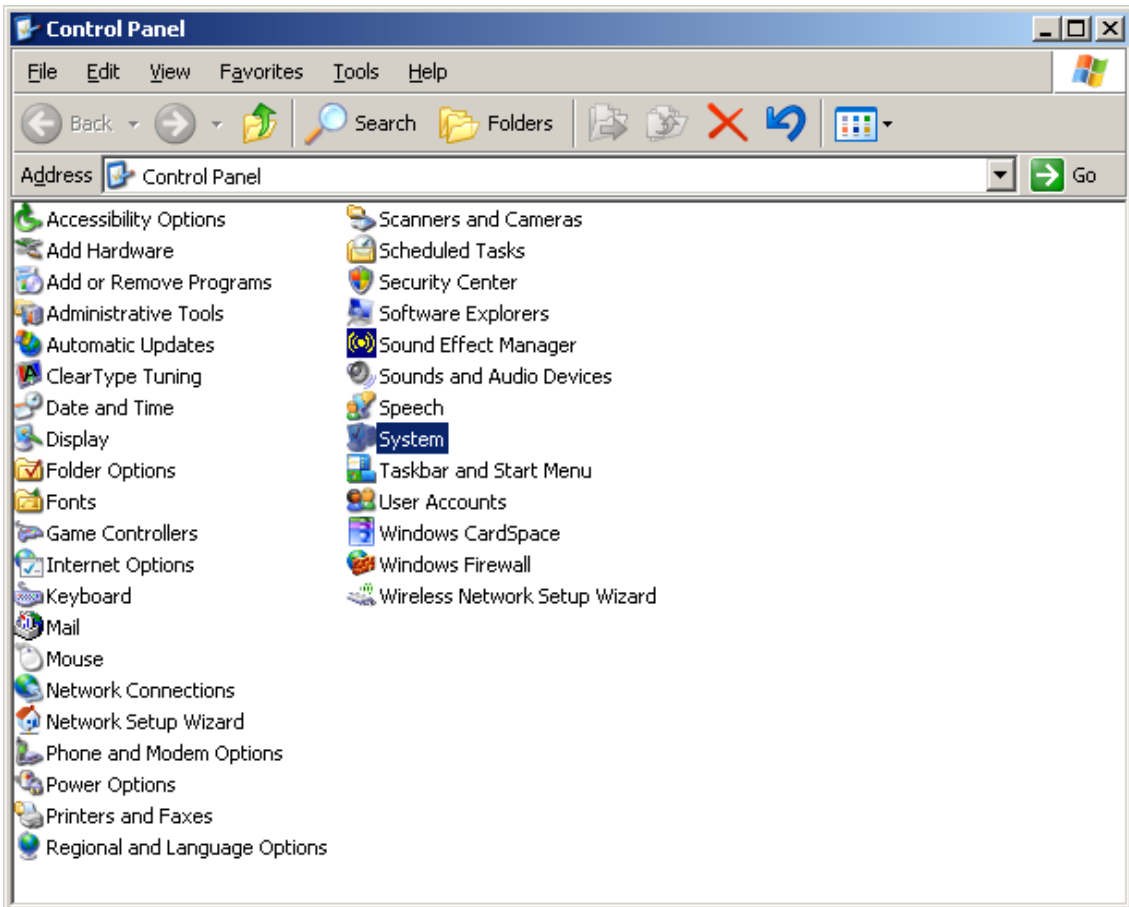 Control Panel
File Edit View Favorites Tools Help
Back Search Folders
Address Control Panel Go
Accessibility Options
Add Hardware
Add or Remove Programs
Administrative Tools
Automatic Updates
ClearType Tuning
Date and Time
Display
Folder Options
Fonts
Game Controllers
Internet Options
Keyboard
Mail
Mouse
Network Connections
Network Setup Wizard
Phone and Modem Options
Power Options
Printers and Faxes
Regional and Language Options
Scanners and Cameras
Scheduled Tasks
Security Center
Software Explorers
Sound Effect Manager
Sounds and Audio Devices
Speech
System
Taskbar and Start Menu
User Accounts
Windows CardSpace
Windows Firewall
Wireless Network Setup Wizard